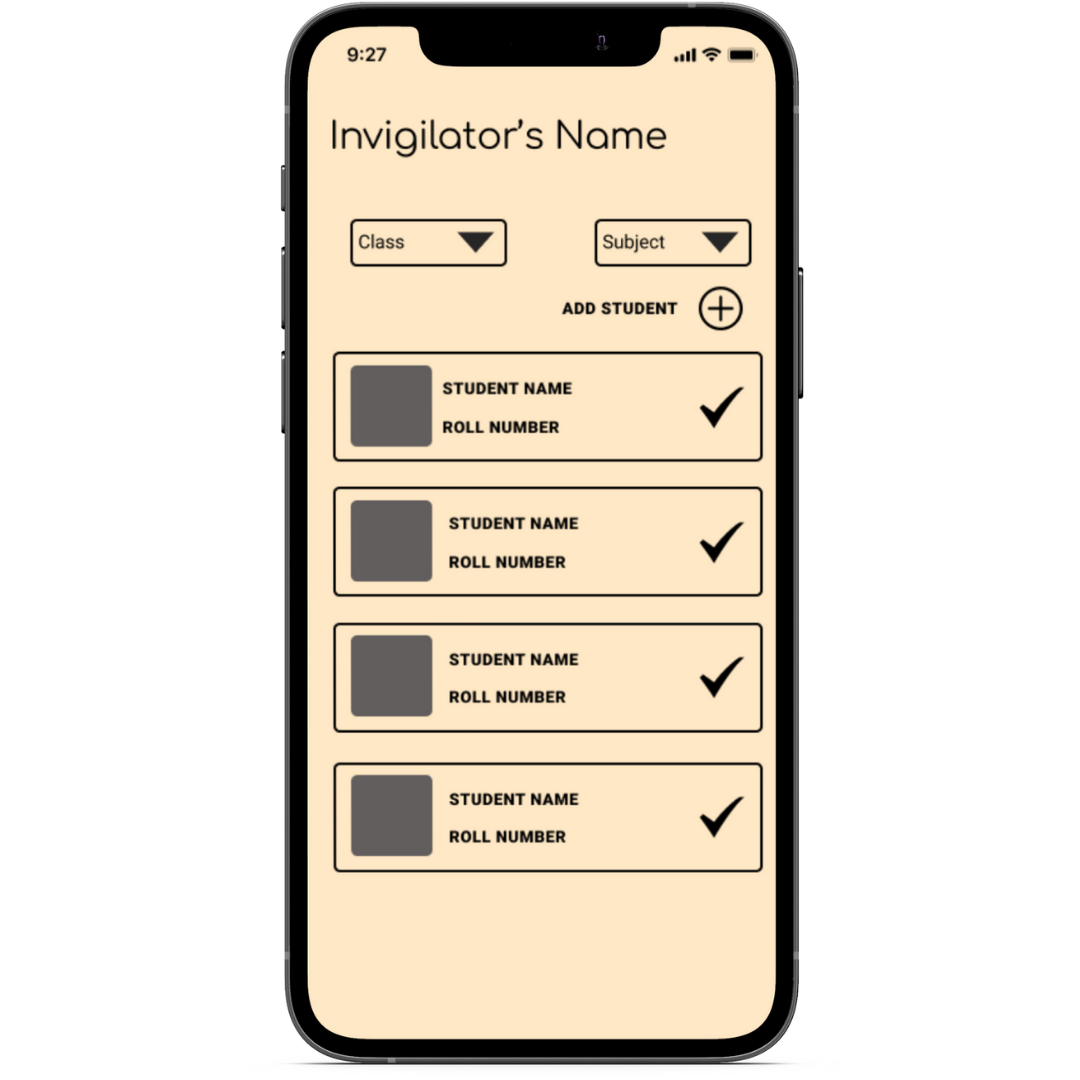 9:27
Invigilator's Name
Class
Subject
ADD STUDENT
STUDENT NAME
ROLL NUMBER
STUDENT NAME
ROLL NUMBER
STUDENT NAME
ROLL NUMBER
STUDENT NAME
ROLL NUMBER